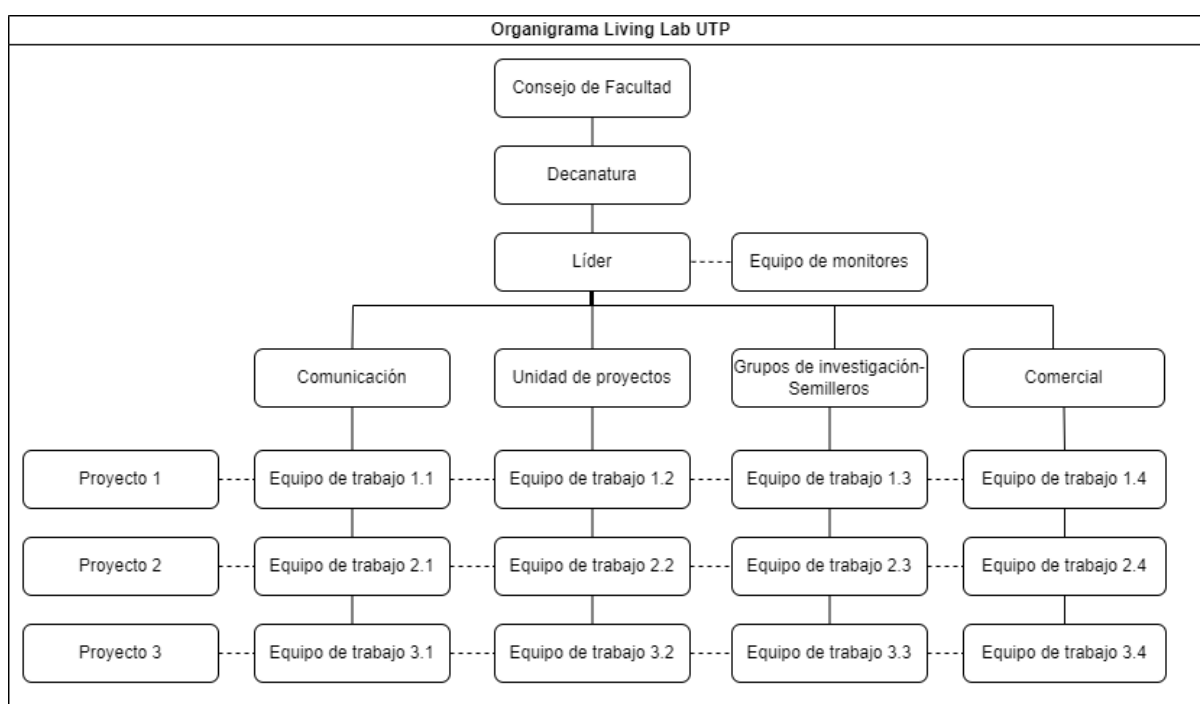 Organigrama Living Lab UTP
Consejo de Facultad
Decanatura
Líder
Equipo de monitores
Comunicación
Unidad de proyectos
Grupos de investigación-
Semilleros
Comercial
Proyecto 1
Equipo de trabajo 1.1
Equipo de trabajo 1.2
Equipo de trabajo 1.3
Equipo de trabajo 1.4
Proyecto 2
Equipo de trabajo 2.1
Equipo de trabajo 2.2
Equipo de trabajo 2.3
Equipo de trabajo 2.4
Proyecto 3
Equipo de trabajo 3.1
Equipo de trabajo 3.2
Equipo de trabajo 3.3
Equipo de trabajo 3.4